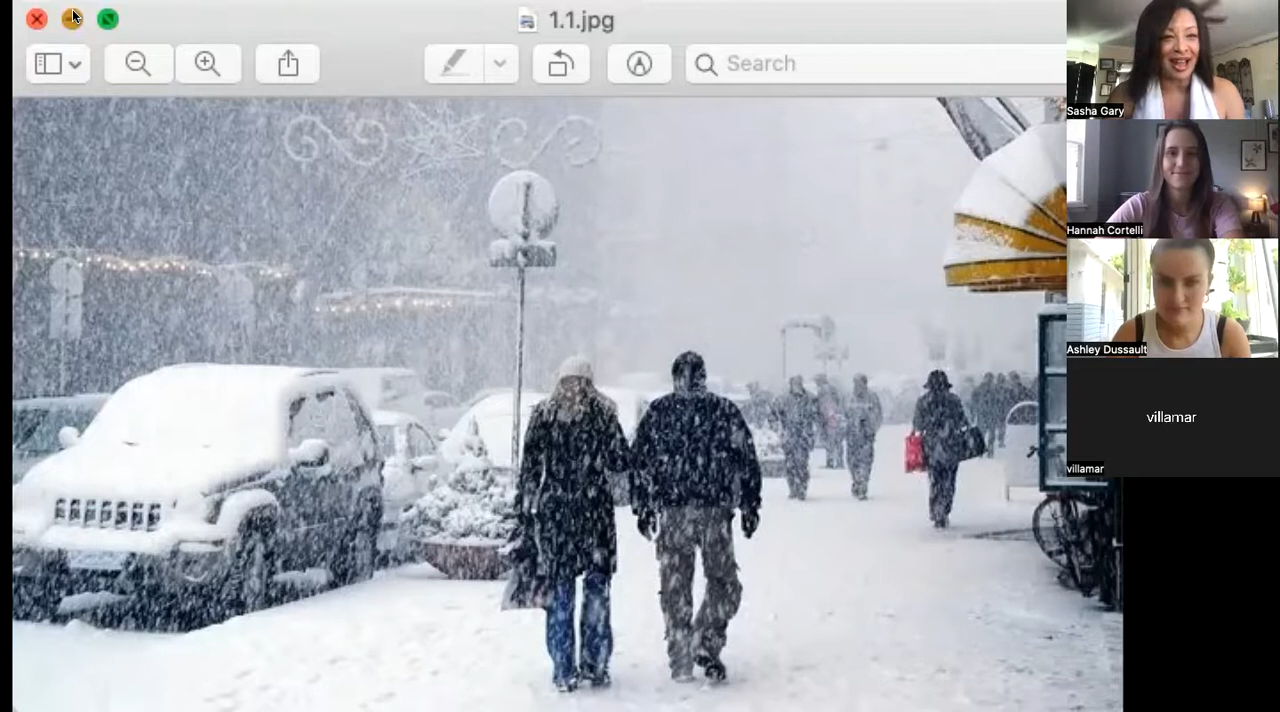 1.1.jpg
Search
Sasha Gary
Hannah Cortelli
Ashley Dussault
villamar
villamar